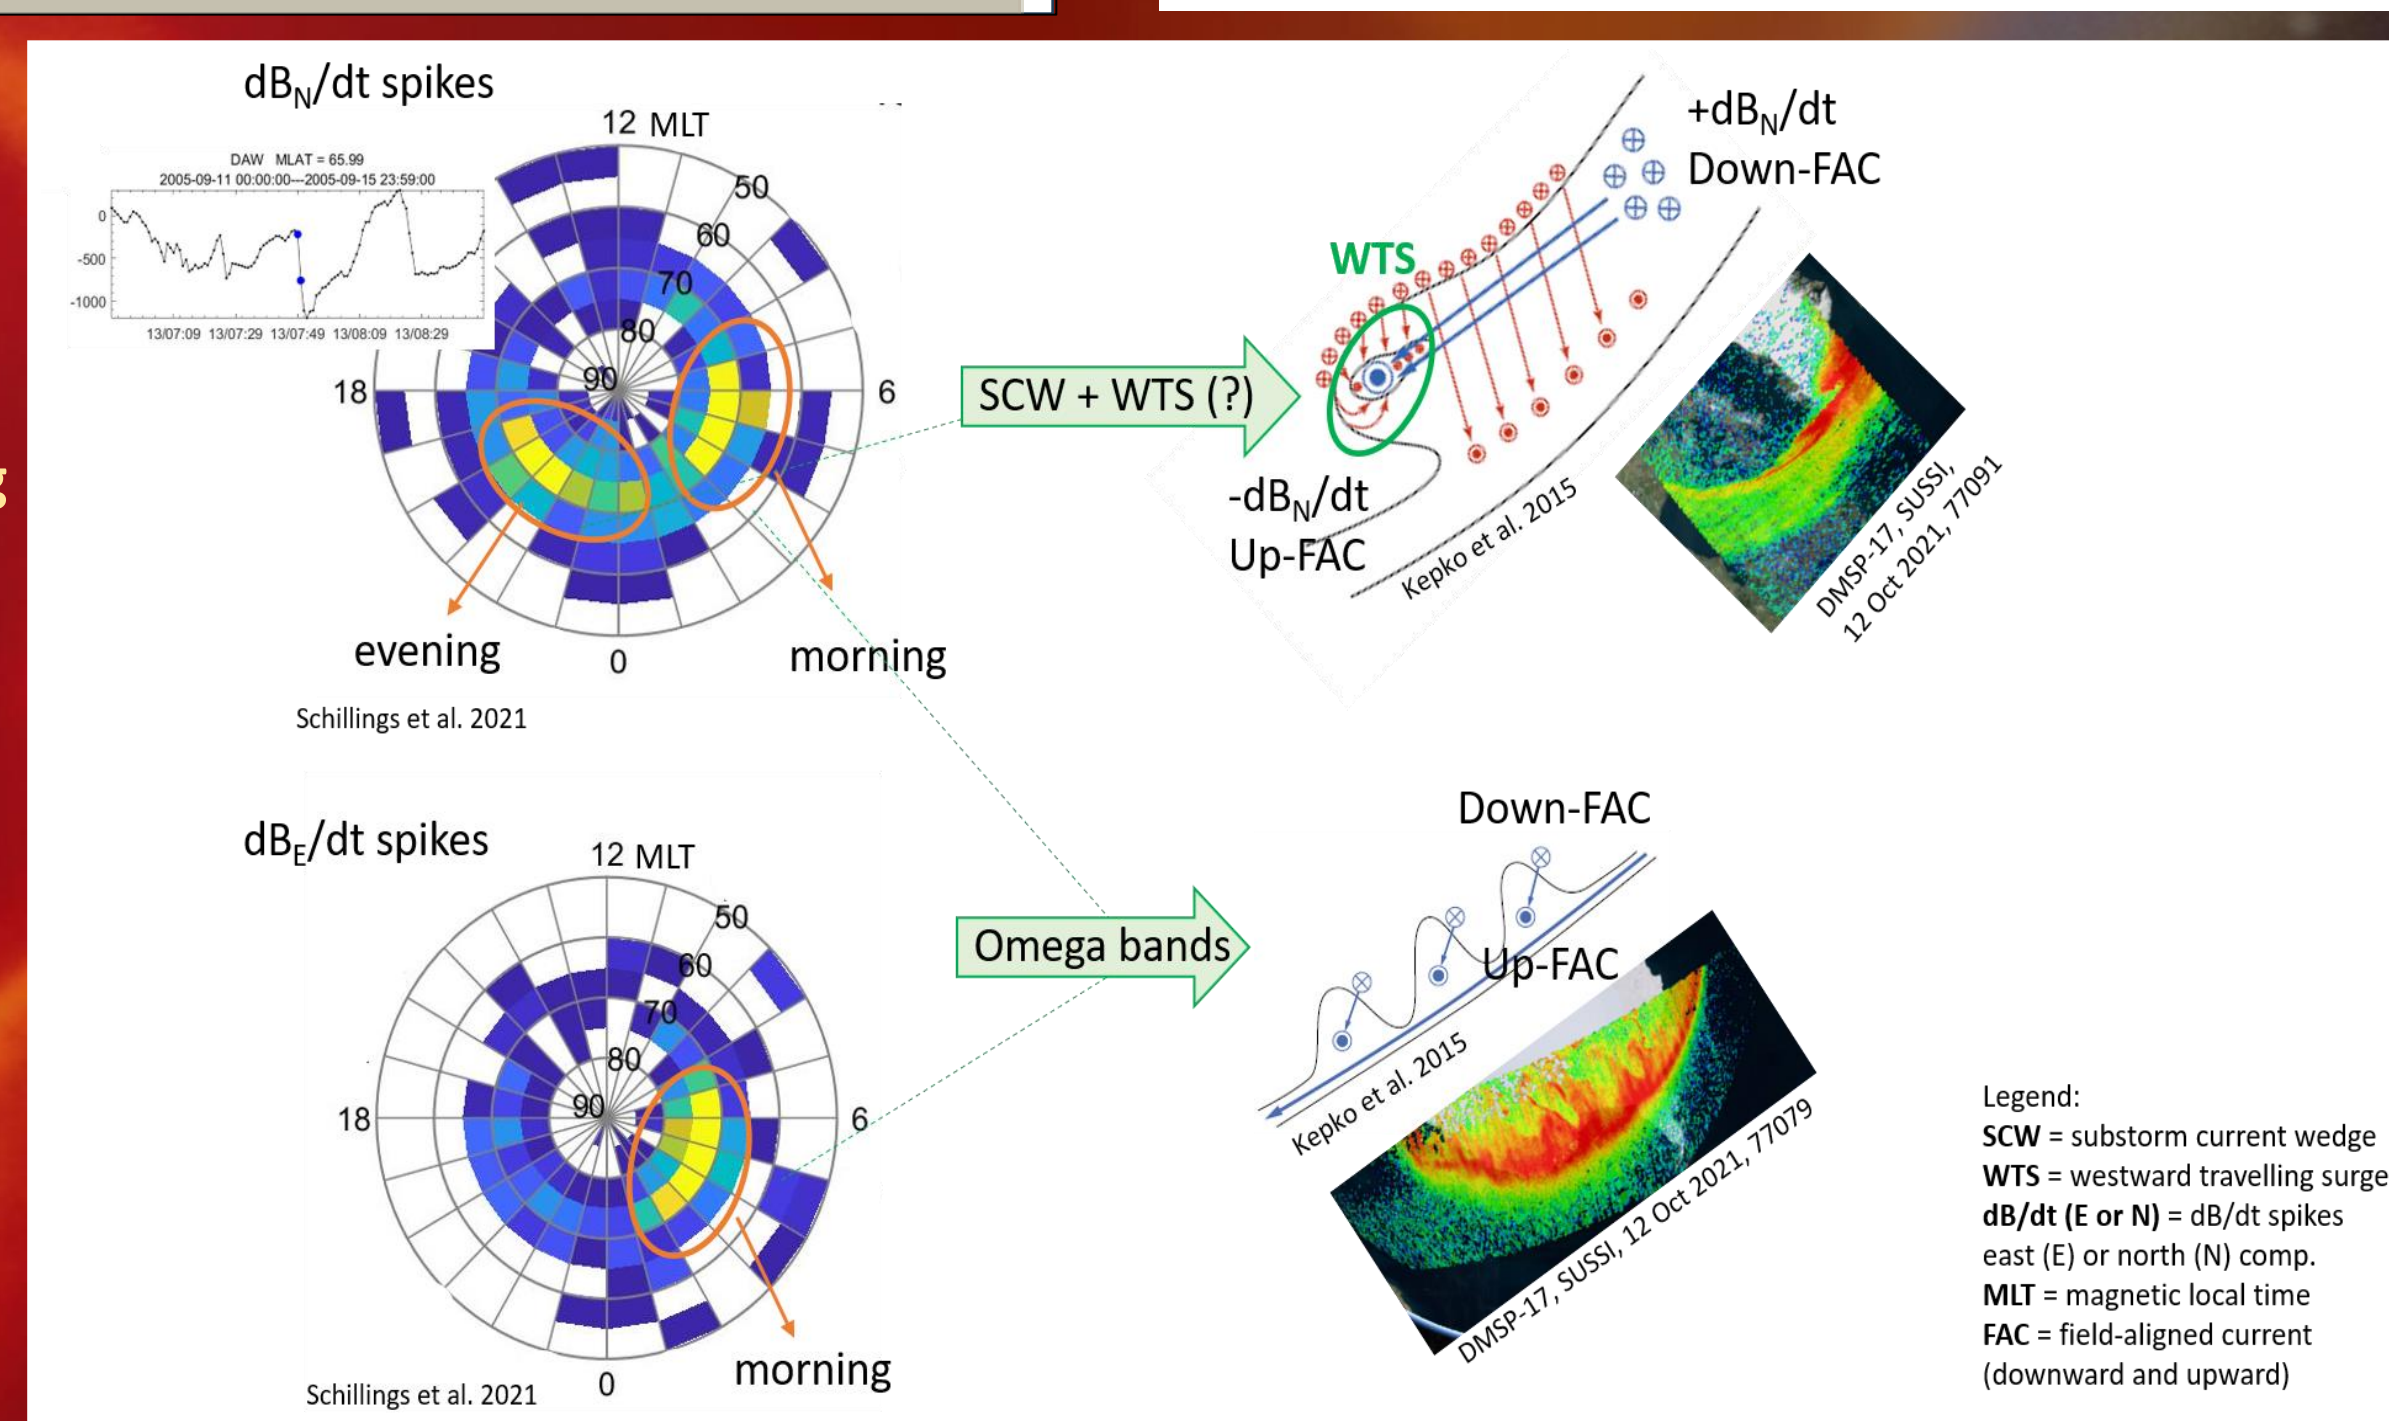 g
dB_N/dt spikes
DAW MLAT = 65.99
2005-09-11 00:00:00---2005-09-15 23:59:00
0
-500
-1000
13/07:09 13/07:29 13/07:49 13/08:09 13/08:29
12 MLT
50
60
70
80
90
18
6
0
evening
morning
Schillings et al. 2021
SCW + WTS (?)
WTS
+dB_N/dt
Down-FAC
-dB_N/dt
Up-FAC
Kepko et al. 2015
DMSP-17, SUSSI,
12 Oct 2021, 77091
dB_E/dt spikes
12 MLT
50
60
70
80
90
18
6
0
morning
Schillings et al. 2021
Omega bands
Down-FAC
Up-FAC
Kepko et al. 2015
DMSP-17, SUSSI, 12 Oct 2021, 77079
Legend:
SCW = substorm current wedge
WTS = westward travelling surge
dB/dt (E or N) = dB/dt spikes
east (E) or north (N) comp.
MLT = magnetic local time
FAC = field-aligned current
(downward and upward)